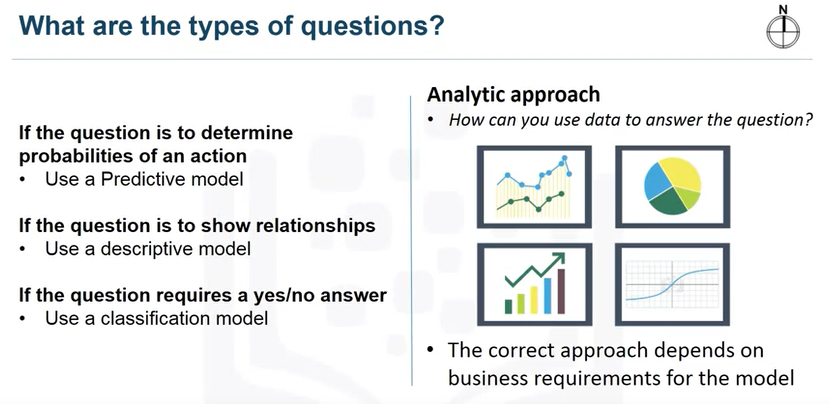 What are the types of questions?
N
If the question is to determine
probabilities of an action
• Use a Predictive model
If the question is to show relationships
• Use a descriptive model
If the question requires a yes/no answer
• Use a classification model
Analytic approach
• How can you use data to answer the question?
• The correct approach depends on
business requirements for the model